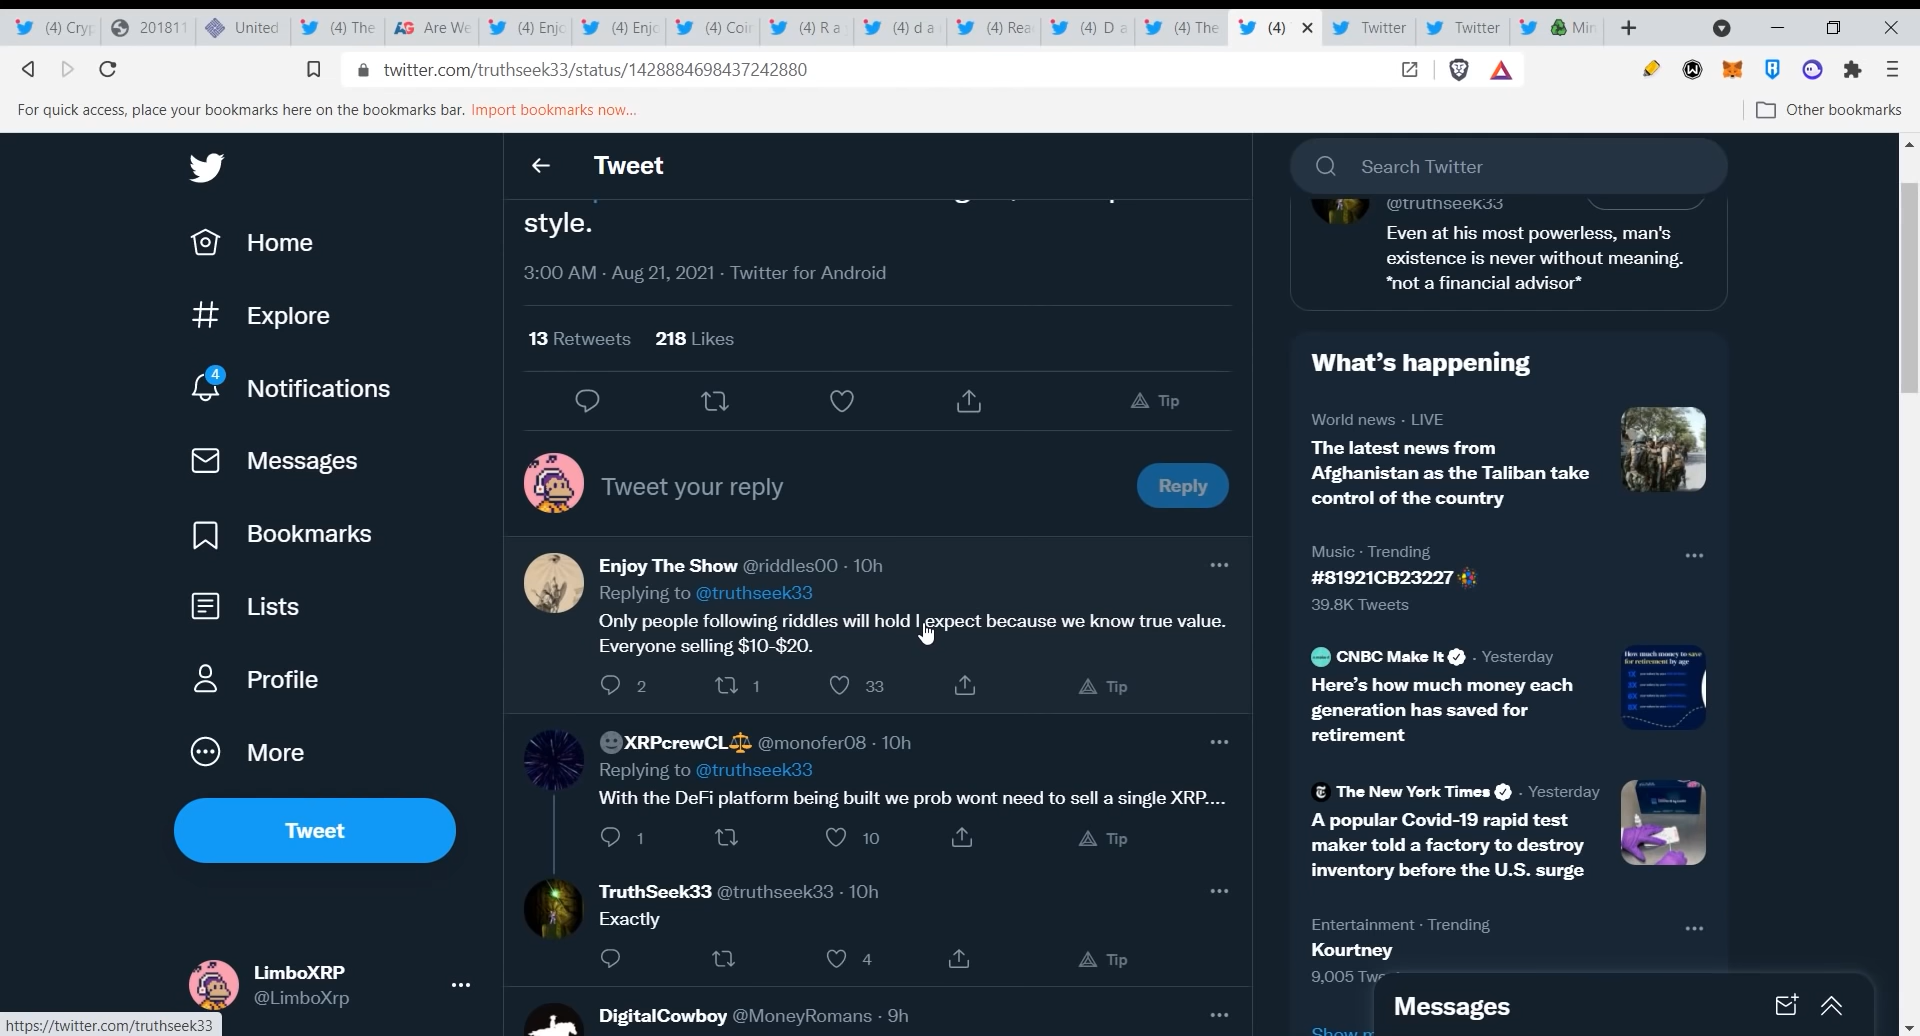 (4) Cryp
201811
United
(4) The
Are We
(4) Enjo
(4) Enjo
(4) Coin
(4) R a
(4) d a
(4) Rea
(4) D a
(4) The
(4)
Twitter
Twitter
Min
twitter.com/truthseek33/status/1428884698437242880
For quick access, place your bookmarks here on the bookmarks bar. Import bookmarks now...
Other bookmarks
Home
Explore
4
Notifications
Messages
Bookmarks
Lists
Profile
More
Tweet
LimboXRP
@LimboXrp
https://twitter.com/truthseek33
Tweet
style.
3:00 AM · Aug 21, 2021 · Twitter for Android
13 Retweets 218 Likes
Tip
Tweet your reply
Reply
Enjoy The Show @riddles00 · 10h
Replying to @truthseek33
Only people following riddles will hold I expect because we know true value.
Everyone selling $10-$20.
2 1 33 Tip
XRPcrewCL @monofer08 · 10h
Replying to @truthseek33
With the DeFi platform being built we prob wont need to sell a single XRP....
1 10 Tip
TruthSeek33 @truthseek33 · 10h
Exactly
4 Tip
DigitalCowboy @MoneyRomans · 9h
Search Twitter
@truthseek33
Even at his most powerless, man's
existence is never without meaning.
*not a financial advisor*
What's happening
World news · LIVE
The latest news from
Afghanistan as the Taliban take
control of the country
Music · Trending
#81921CB23227
39.8K Tweets
CNBC Make It · Yesterday
Here's how much money each
generation has saved for
retirement
The New York Times · Yesterday
A popular Covid-19 rapid test
maker told a factory to destroy
inventory before the U.S. surge
Entertainment · Trending
Kourtney
9,005 Twe
Messages
Show m